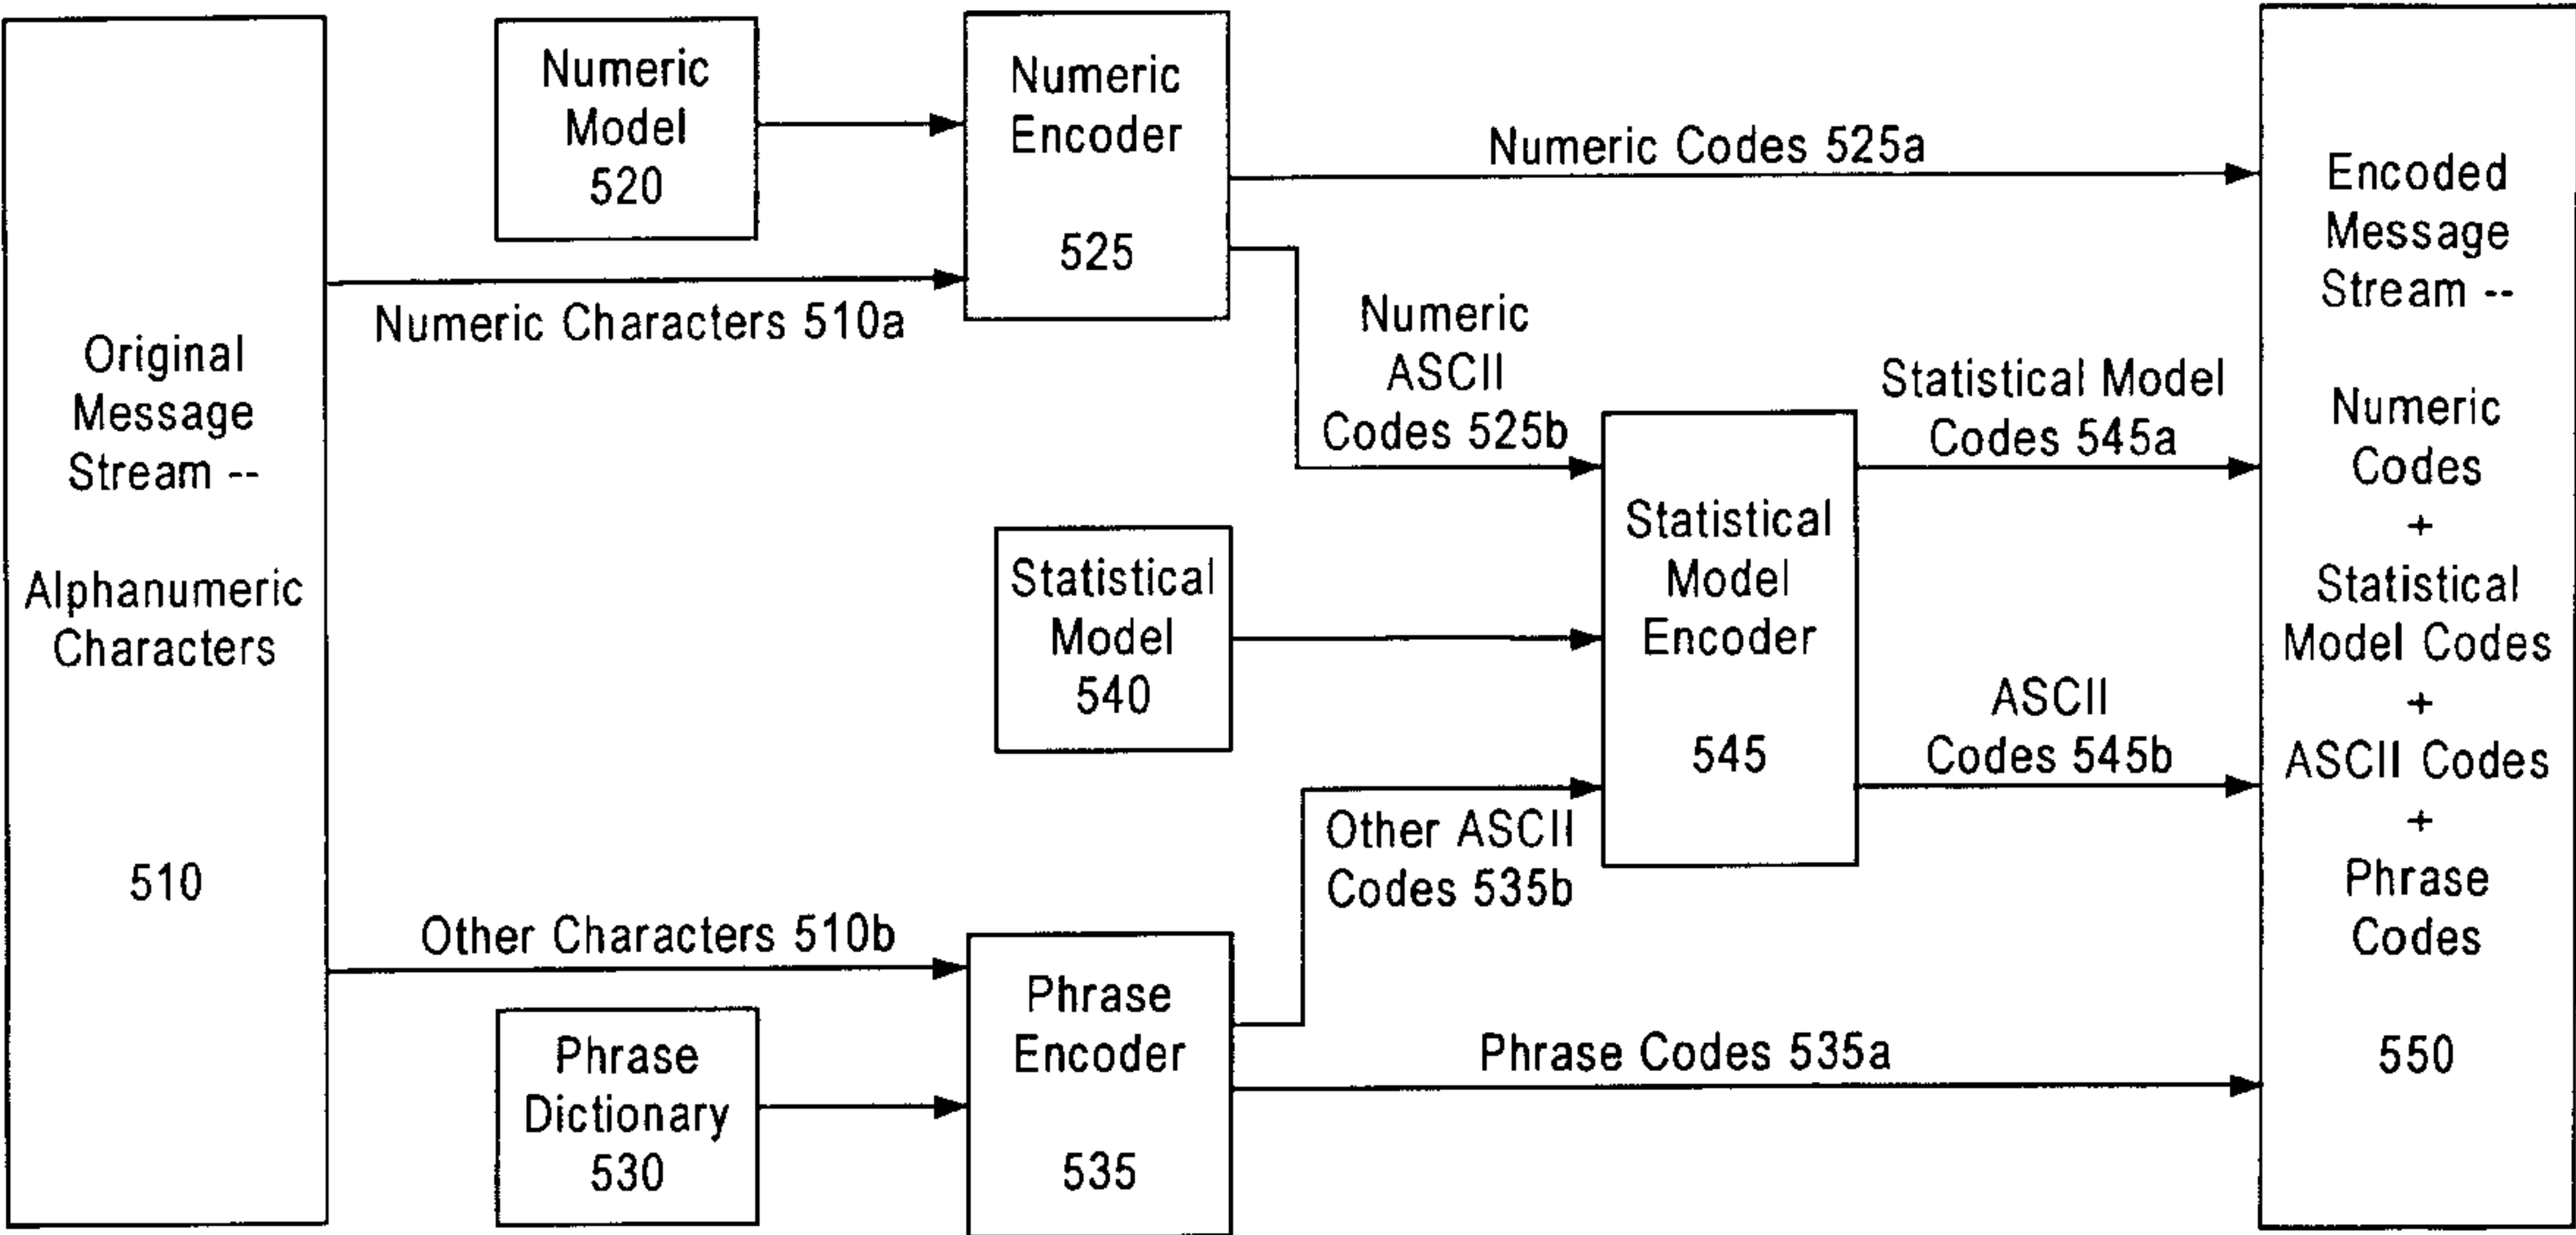 Original
Message
Stream --
Alphanumeric
Characters
510
Numeric
Model
520
Numeric Characters 510a
Other Characters 510b
Phrase
Dictionary
530
Numeric
Encoder
525
Statistical
Model
540
Phrase
Encoder
535
Numeric Codes 525a
Numeric
ASCII
Codes 525b
Other ASCII
Codes 535b
Phrase Codes 535a
Statistical
Model
Encoder
545
Statistical Model
Codes 545a
ASCII
Codes 545b
Encoded
Message
Stream --
Numeric
Codes
+
Statistical
Model Codes
+
ASCII Codes
+
Phrase
Codes
550